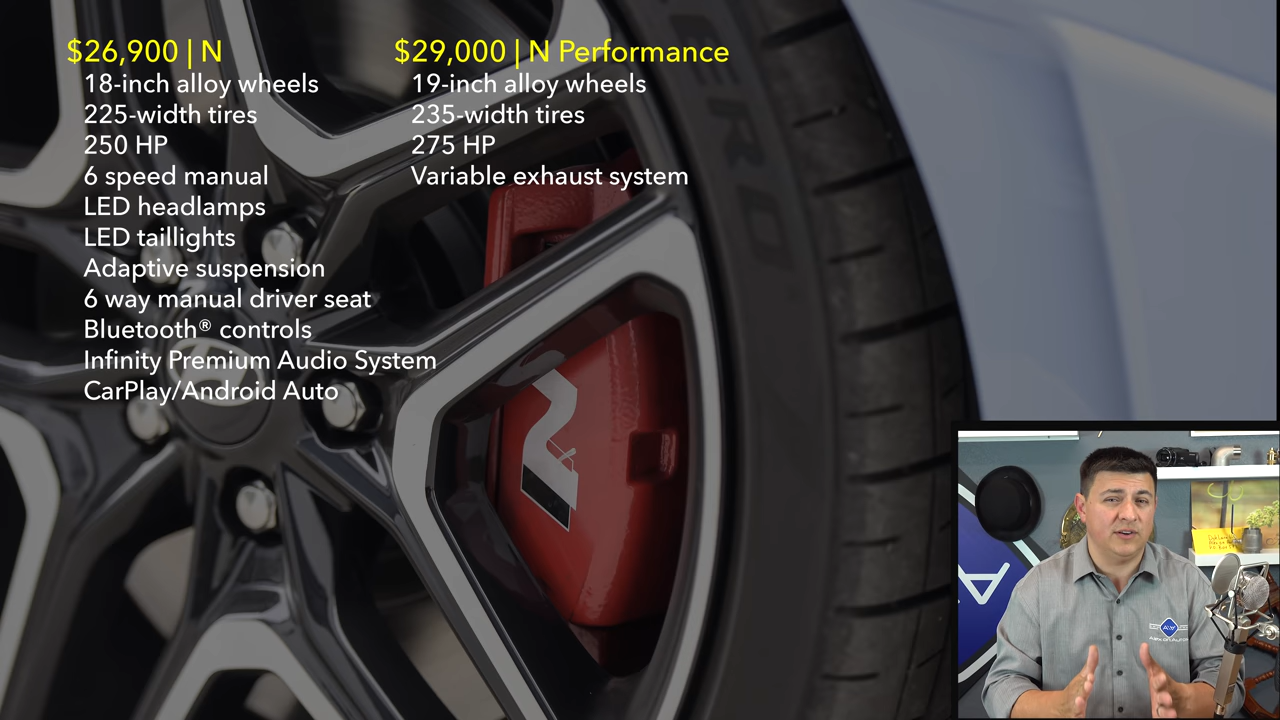 $26,900 | N
18-inch alloy wheels
225-width tires
250 HP
6 speed manual
LED headlamps
LED taillights
Adaptive suspension
6 way manual driver seat
Bluetooth® controls
Infinity Premium Audio System
CarPlay/Android Auto
$29,000 | N Performance
19-inch alloy wheels
235-width tires
275 HP
Variable exhaust system
ERO
N